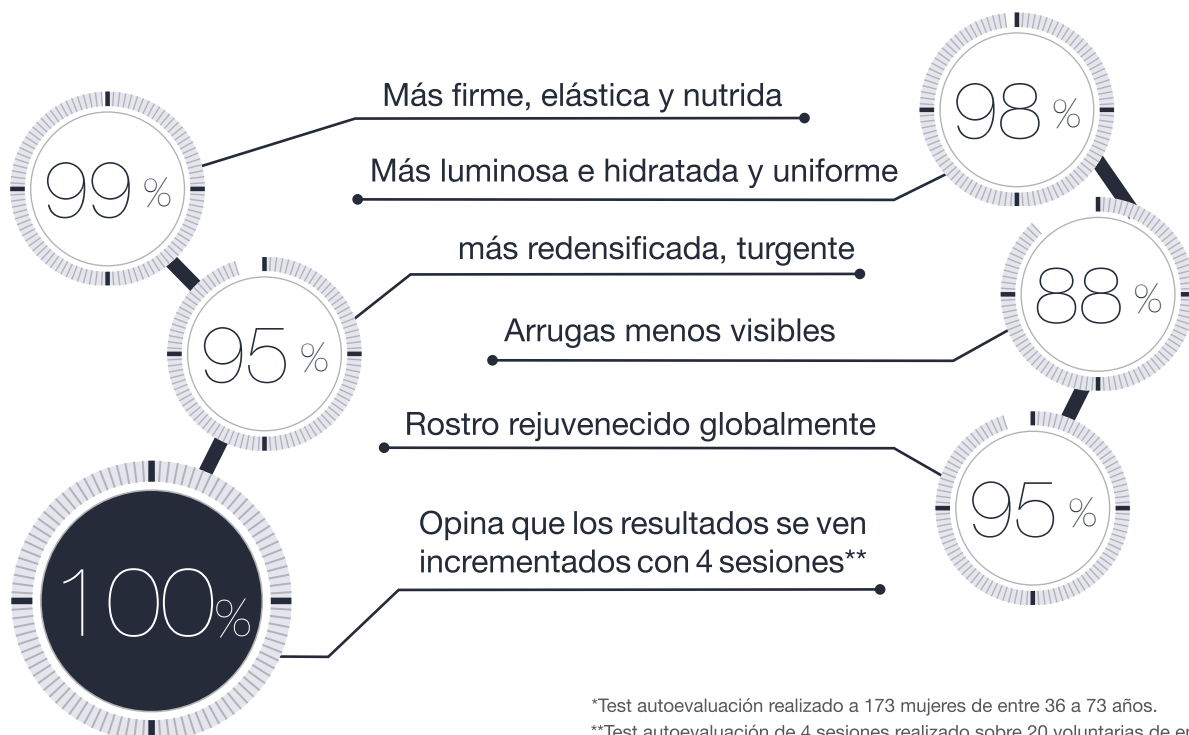 99 %
Más firme, elástica y nutrida
98 %
Más luminosa e hidratada y uniforme
95 %
más redensificada, turgente
88 %
Arrugas menos visibles
Rostro rejuvenecido globalmente
95 %
100%
Opina que los resultados se ven
incrementados con 4 sesiones**
*Test autoevaluación realizado a 173 mujeres de entre 36 a 73 años.
**Test autoevaluación de 4 sesiones realizado sobre 20 voluntarias de